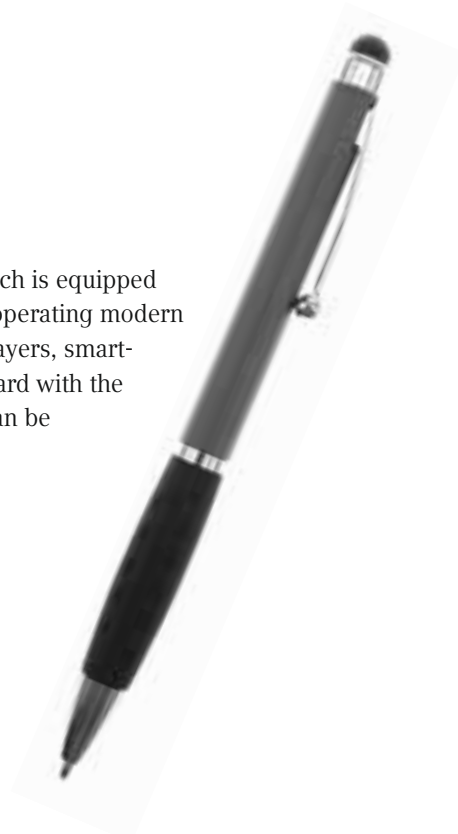 ch is equipped
operating modern
ayers, smart-
ard with the
an be